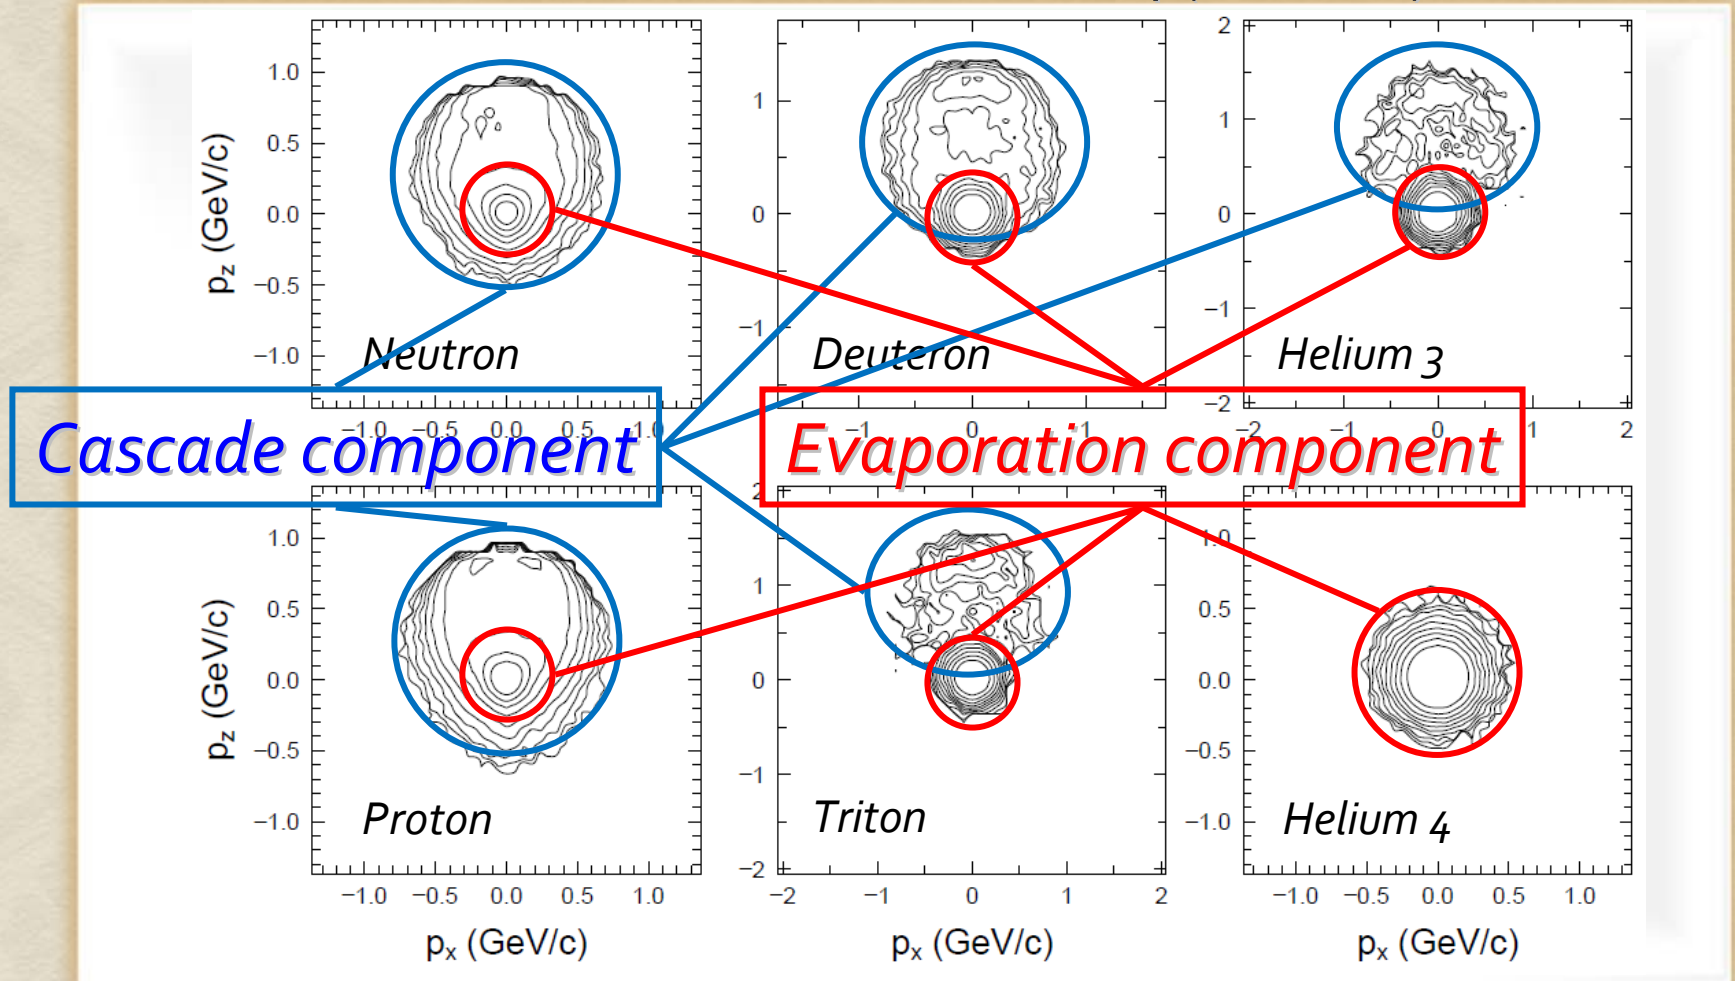 1.0
0.5
0.0
−0.5
−1.0
pz (GeV/c)
Neutron
−1.0 −0.5 0.0 0.5 1.0
1
0
−1
Deuteron
−1 0 1
2
1
0
−1
−2
Helium 3
−2 −1 0 1 2
Cascade component
Evaporation component
1.0
0.5
0.0
−0.5
−1.0
pz (GeV/c)
Proton
−1.0 −0.5 0.0 0.5 1.0
px (GeV/c)
2
1
0
−1
−2
Triton
−2 −1 0 1 2
px (GeV/c)
1.0
0.5
0.0
−0.5
−1.0
Helium 4
−1.0 −0.5 0.0 0.5 1.0
px (GeV/c)